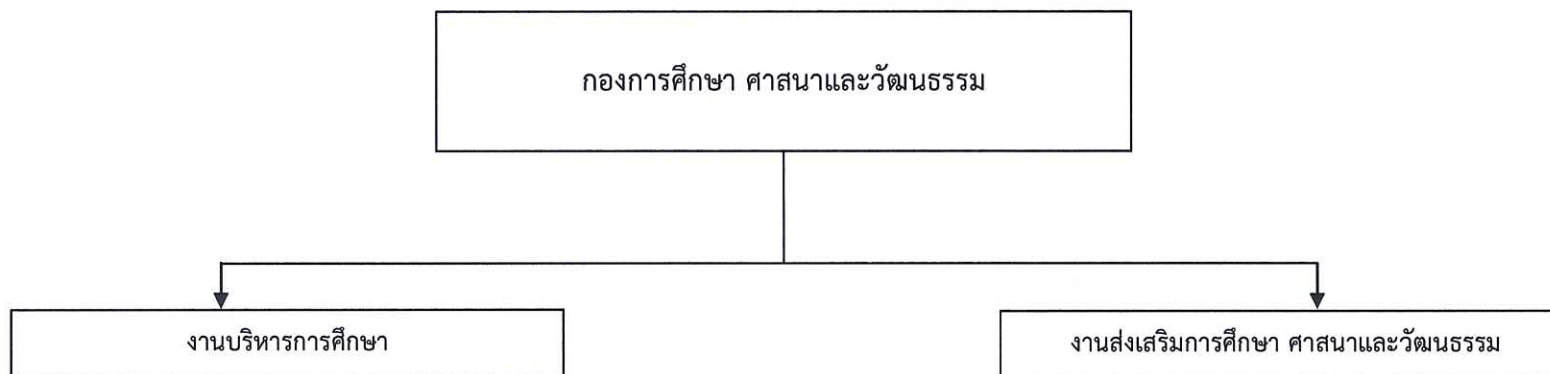 กองการศึกษา ศาสนาและวัฒนธรรม
งานบริหารการศึกษา
งานส่งเสริมการศึกษา ศาสนาและวัฒนธรรม